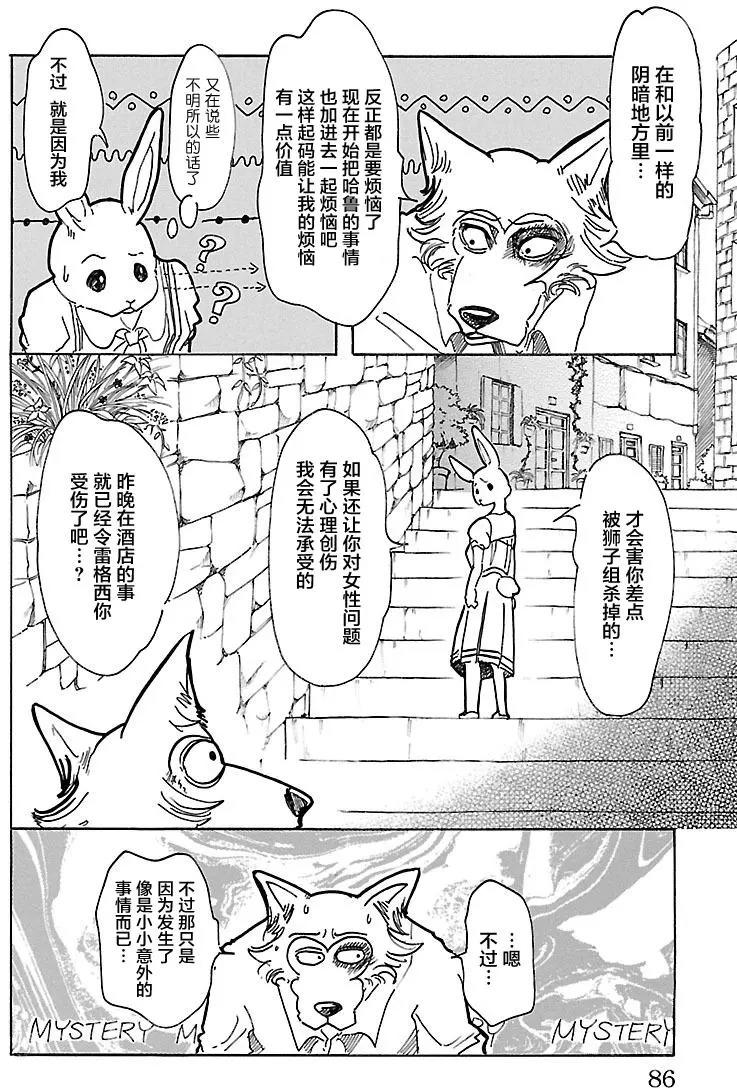 在和以前一样的
阴暗地方里…
反正都是要烦恼了
现在开始把哈鲁的事情
也加进去一起烦恼吧
这样起码能让我的烦恼
有一点价值
又在说些
不明所以的话了
不过 就是因为我
？
？
才会害你差点
被狮子组杀掉的…
如果还让你对女性问题
有了心理创伤
我会无法承受的
昨晚在酒店的事
就已经令雷格西你
受伤了吧…?
…嗯
不过…
不过那只是
因为发生了
像是小小意外的
事情而已…
MYSTERY M MYSTERY
86